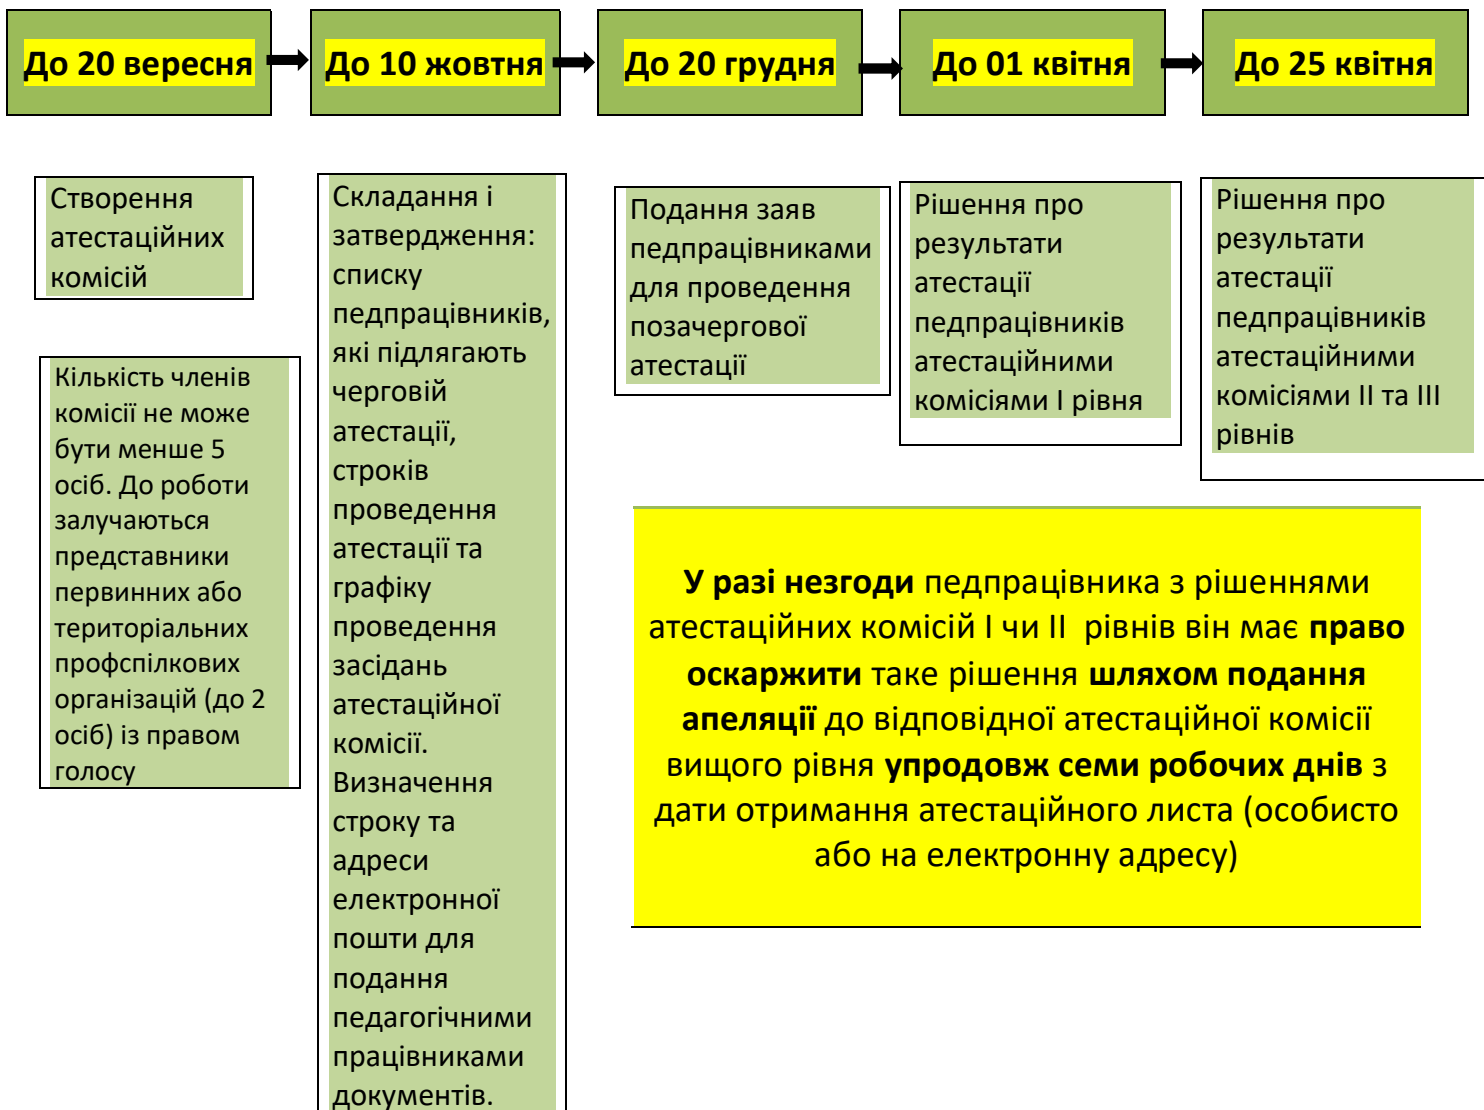 До 20 вересня
До 10 жовтня
До 20 грудня
До 01 квітня
До 25 квітня
Створення
атестаційних
комісій
Кількість членів
комісії не може
бути менше 5
осіб. До роботи
залучаються
представники
первинних або
територіальних
профспілкових
організацій (до 2
осіб) із правом
голосу
Складання і
затвердження:
списку
педпрацівників,
які підлягають
черговій
атестації,
строків
проведення
атестації та
графіку
проведення
засідань
атестаційної
комісії.
Визначення
строку та
адреси
електронної
пошти для
подання
педагогічними
працівниками
документів.
Подання заяв
педпрацівниками
для проведення
позачергової
атестації
Рішення про
результати
атестації
педпрацівників
атестаційними
комісіями І рівня
Рішення про
результати
атестації
педпрацівників
атестаційними
комісіями ІІ та ІІІ
рівнів
У разі незгоди педпрацівника з рішеннями
атестаційних комісій І чи ІІ рівнів він має право
оскаржити таке рішення шляхом подання
апеляції до відповідної атестаційної комісії
вищого рівня упродовж семи робочих днів з
дати отримання атестаційного листа (особисто
або на електронну адресу)